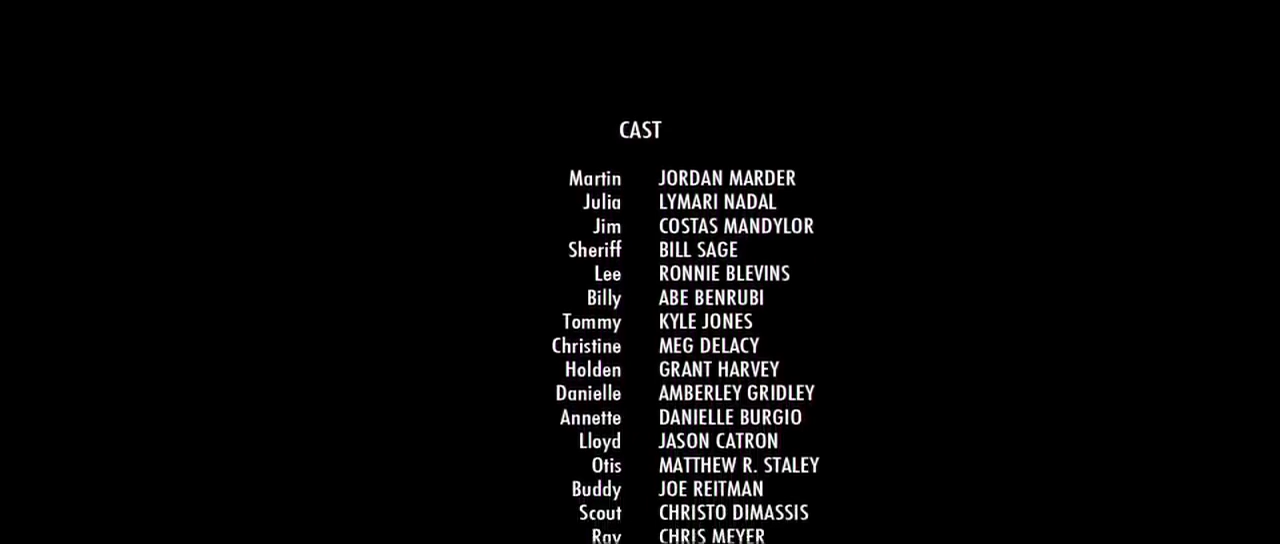 CAST
Martin JORDAN MARDER
Julia LYMARI NADAL
Jim COSTAS MANDYLOR
Sheriff BILL SAGE
Lee RONNIE BLEVINS
Billy ABE BENRUBI
Tommy KYLE JONES
Christine MEG DELACY
Holden GRANT HARVEY
Danielle AMBERLEY GRIDLEY
Annette DANIELLE BURGIO
Lloyd JASON CATRON
Otis MATTHEW R. STALEY
Buddy JOE REITMAN
Scout CHRISTO DIMASSIS
Ray CHRIS MEYER